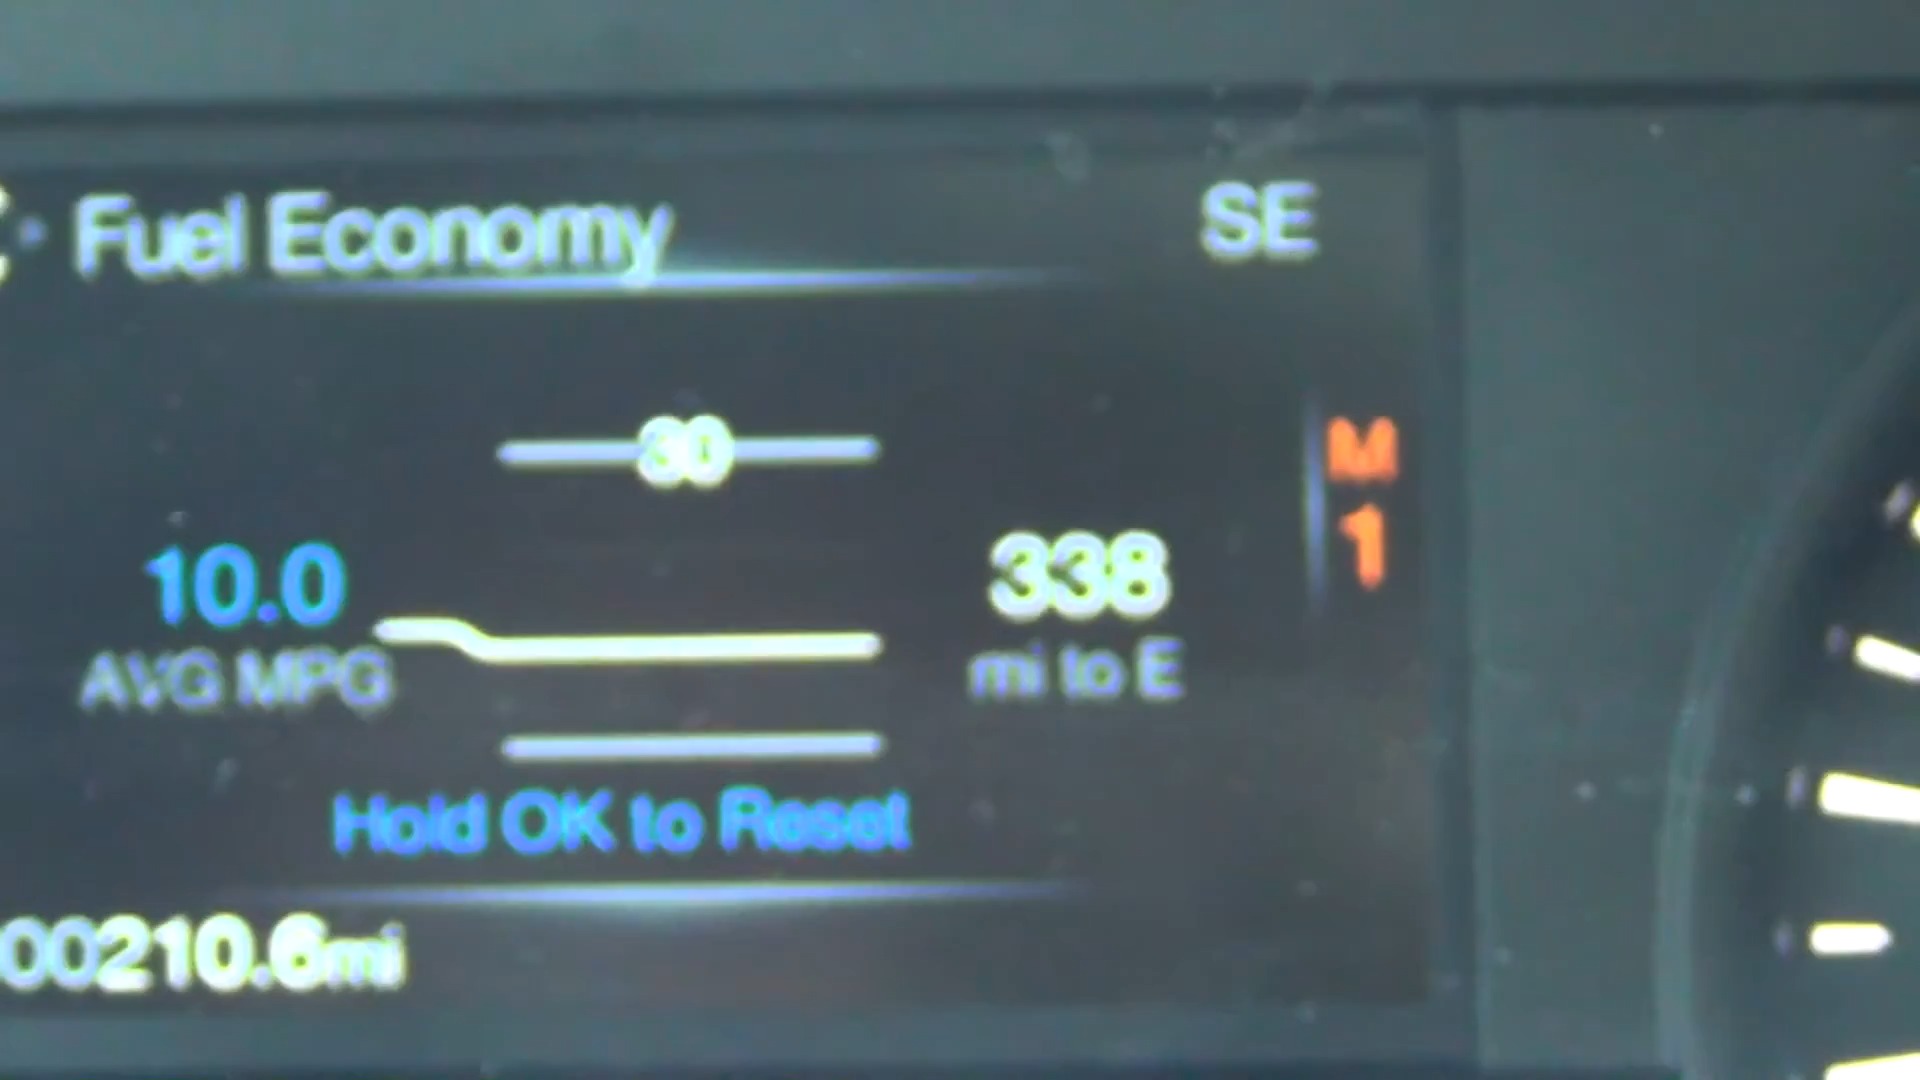 Fuel Economy
SE
30
M
1
10.0
338
AVG MPG
mi to E
Hold OK to Reset
00210.6mi